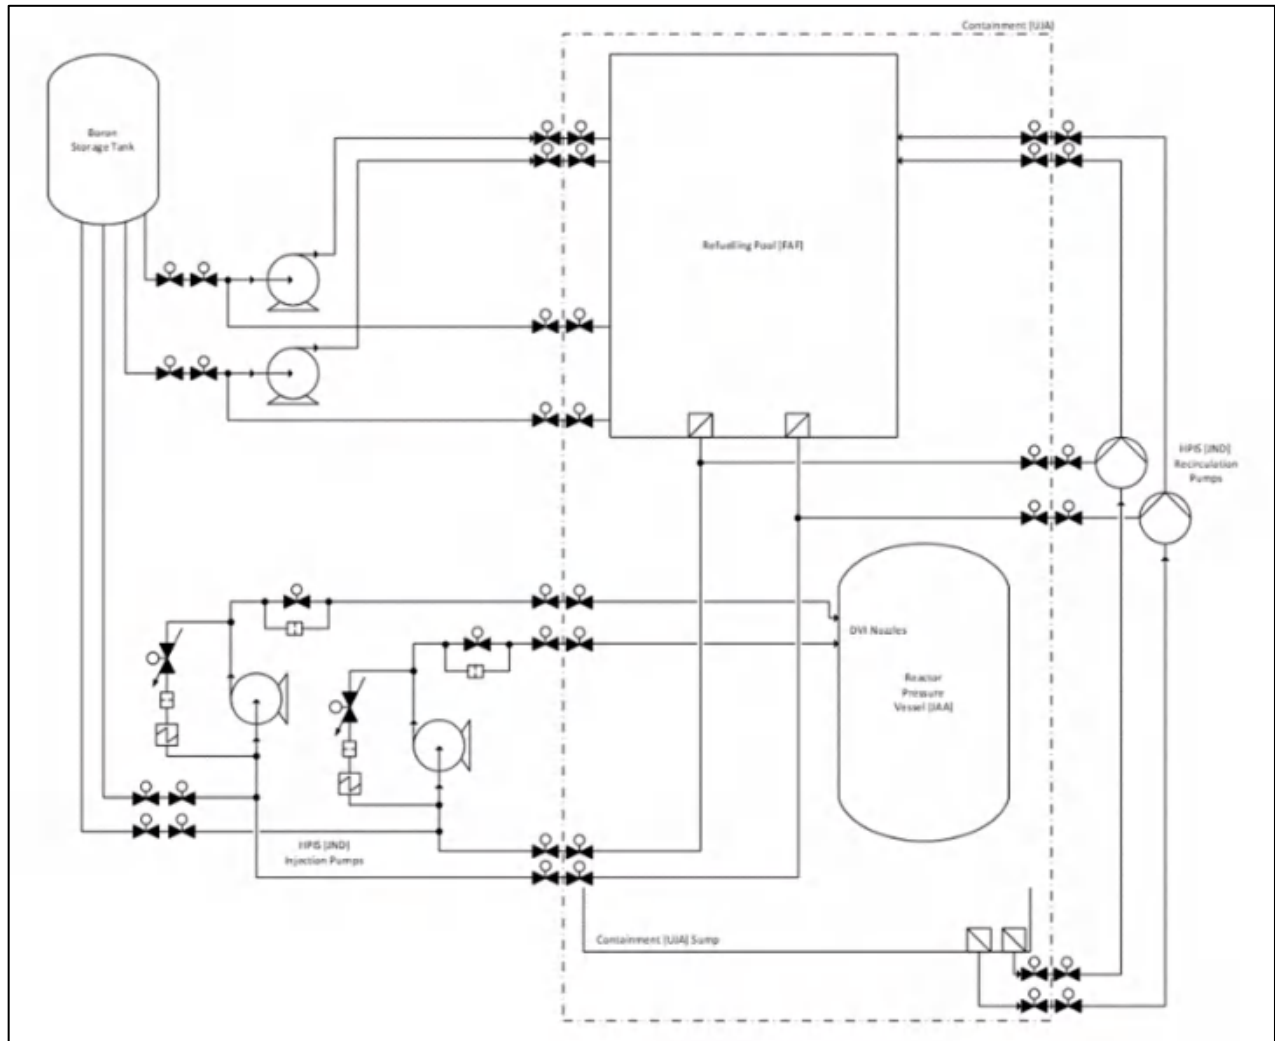 Containment (UJA)
Boron
Storage Tank
Refuelling Pool [FAF]
HPIS [JND]
Recirculation
Pumps
DVI Nozzles
Reactor
Pressure
Vessel [JAA]
HPIS [JND]
Injection Pumps
Containment [UJA] Sump